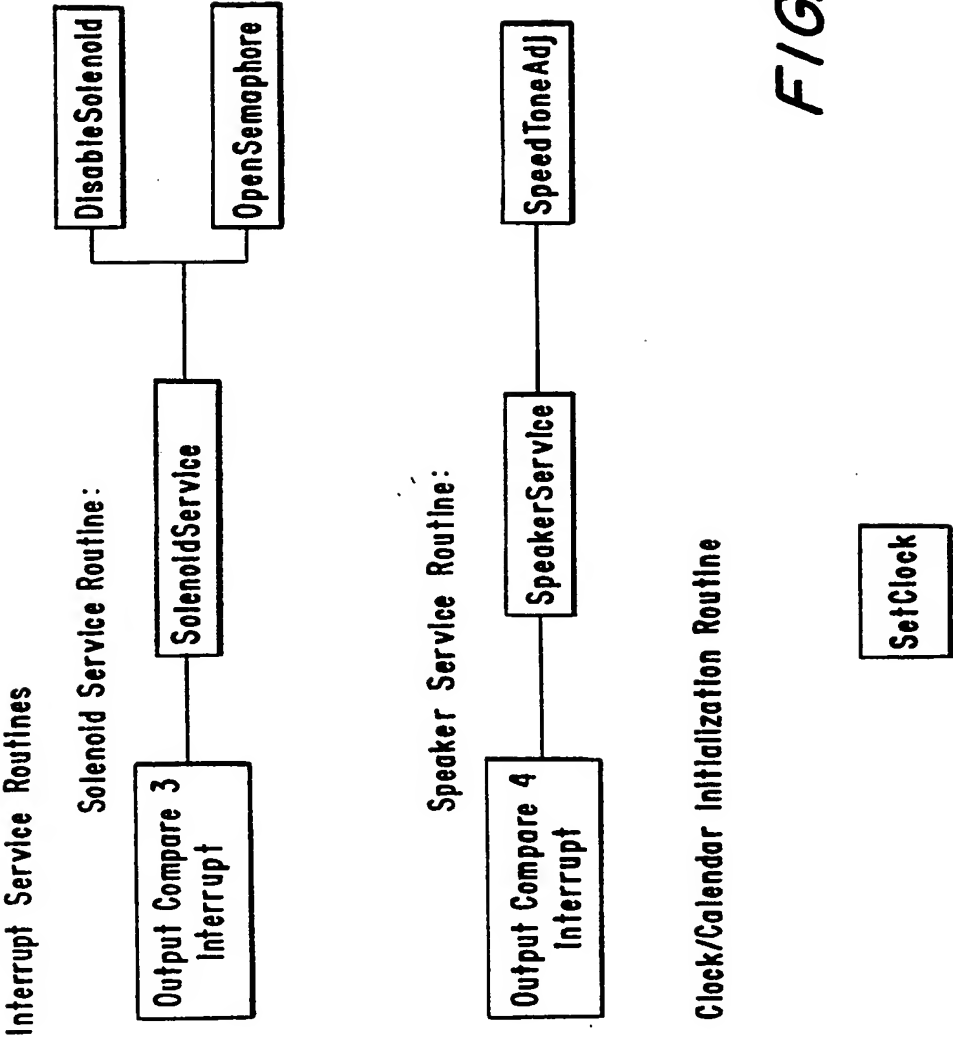 Interrupt Service Routines
Solenoid Service Routine:
Output Compare 3
Interrupt
SolenoidService
DisableSolenoid
OpenSemaphore
Speaker Service Routine:
Output Compare 4
Interrupt
SpeakerService
SpeedToneAdj
Clock/Calendar Initialization Routine
SetClock
FIG.